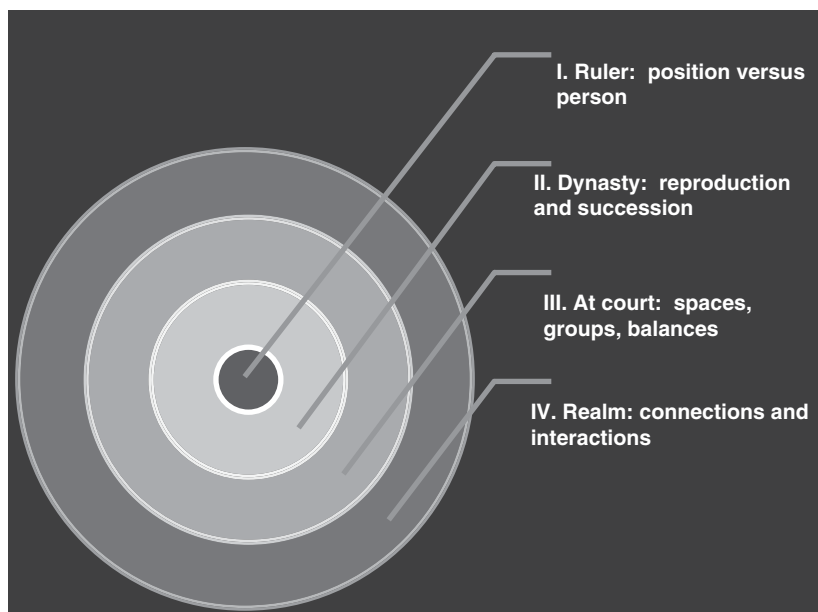 I. Ruler:  position versus
person
II. Dynasty:  reproduction
and succession
III. At court:  spaces,
groups, balances
IV. Realm: connections and
interactions